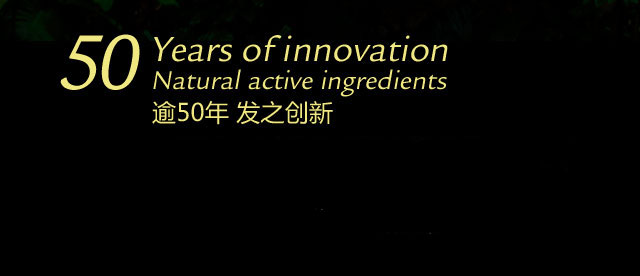 50 Years of innovation
Natural active ingredients
逾50年 发之创新